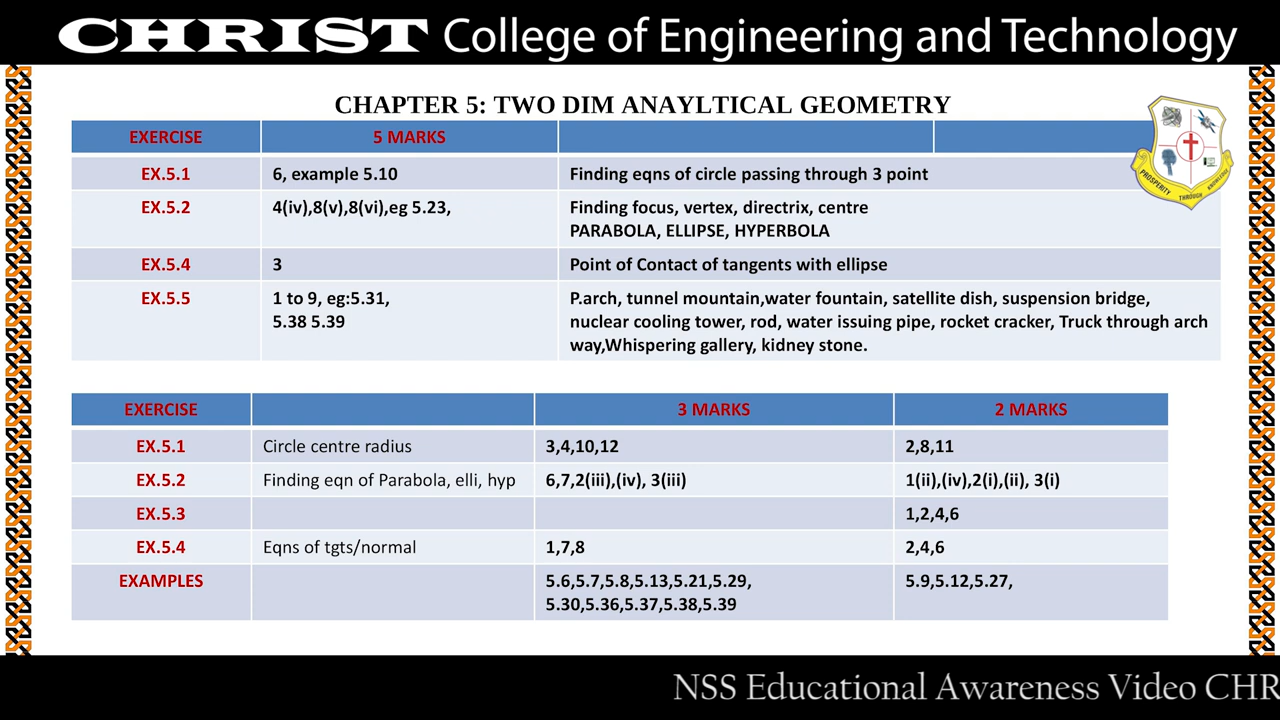 CHRIST College of Engineering and Technology
CHAPTER 5: TWO DIM ANAYLTICAL GEOMETRY
EXERCISE 5 MARKS
EX.5.1 6, example 5.10 Finding eqns of circle passing through 3 point
EX.5.2 4(iv),8(v),8(vi),eg 5.23, Finding focus, vertex, directrix, centre
PARABOLA, ELLIPSE, HYPERBOLA
EX.5.4 3 Point of Contact of tangents with ellipse
EX.5.5 1 to 9, eg:5.31, P.arch, tunnel mountain,water fountain, satellite dish, suspension bridge,
5.38 5.39 nuclear cooling tower, rod, water issuing pipe, rocket cracker, Truck through arch
way,Whispering gallery, kidney stone.
PROSPERITY THROUGH KNOWLEDGE
EXERCISE 3 MARKS 2 MARKS
EX.5.1 Circle centre radius 3,4,10,12 2,8,11
EX.5.2 Finding eqn of Parabola, elli, hyp 6,7,2(iii),(iv), 3(iii) 1(ii),(iv),2(i),(ii), 3(i)
EX.5.3 1,2,4,6
EX.5.4 Eqns of tgts/normal 1,7,8 2,4,6
EXAMPLES 5.6,5.7,5.8,5.13,5.21,5.29, 5.9,5.12,5.27,
5.30,5.36,5.37,5.38,5.39
NSS Educational Awareness Video CHR